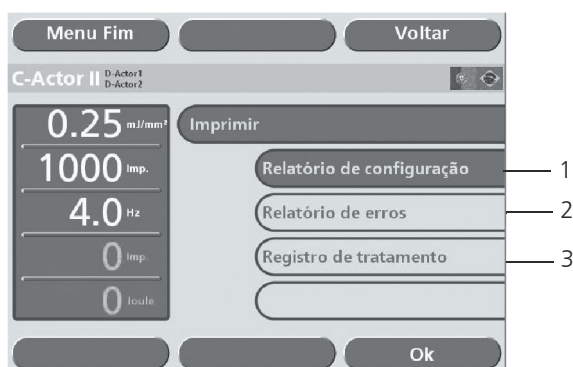 Menu Fim
Voltar
C-Actor II D-Actor1
D-Actor2
0.25 mJ/mm²
Imprimir
1000 Imp.
Relatório de configuração
1
4.0 Hz
Relatório de erros
2
0 Imp.
Registro de tratamento
3
0 Joule
Ok